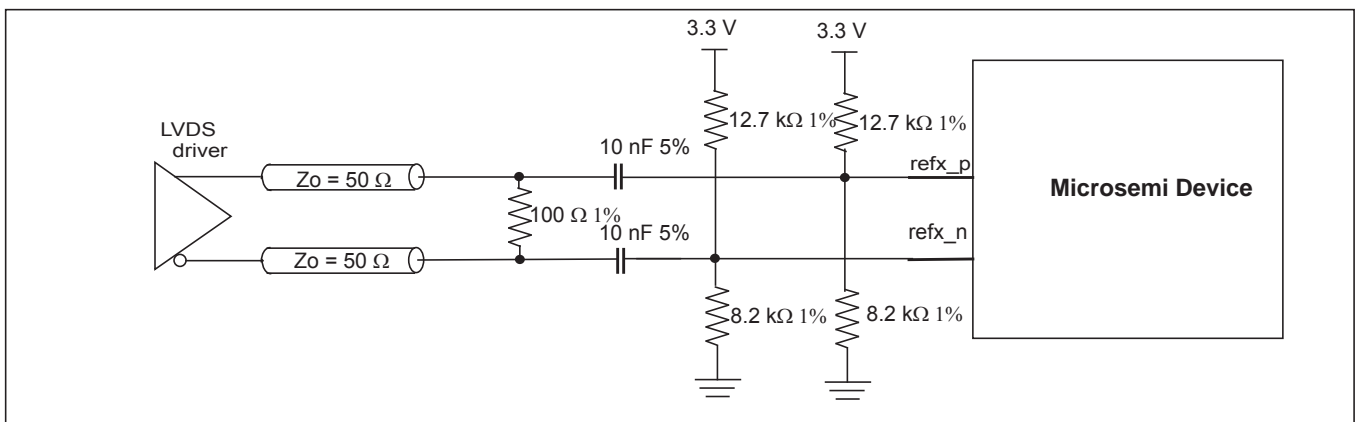 3.3 V
3.3 V
12.7 kΩ 1%
12.7 kΩ 1%
LVDS
driver
10 nF 5%
refx_p
Zo = 50 Ω
Microsemi Device
100 Ω 1%
10 nF 5%
refx_n
Zo = 50 Ω
8.2 kΩ 1%
8.2 kΩ 1%